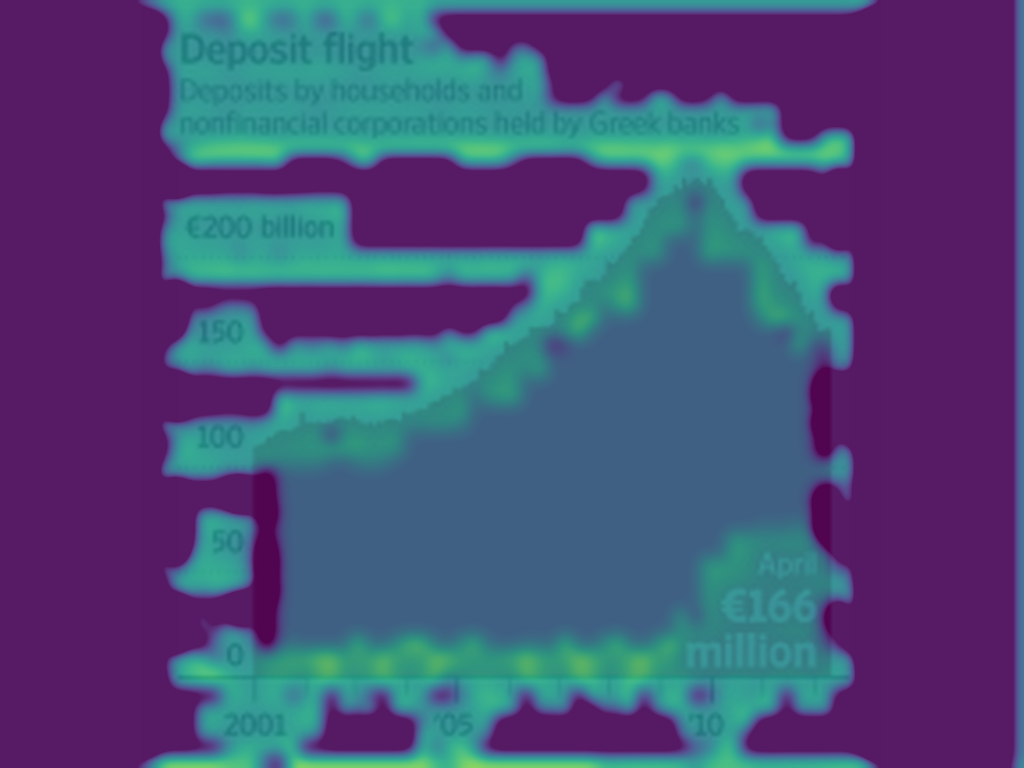 Deposit flight
Deposits by households and
nonfinancial corporations held by Greek banks
€200 billion
150
100
50
0
April
€166
million
2001
'05
'10